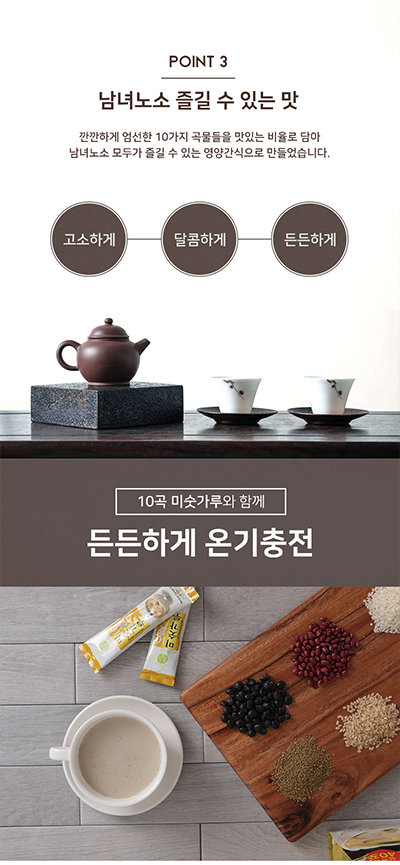 POINT 3
남녀노소 즐길 수 있는 맛
깐깐하게 엄선한 10가지 곡물들을 맛있는 비율로 담아
남녀노소 모두가 즐길 수 있는 영양간식으로 만들었습니다.
고소하게
달콤하게
든든하게
10곡 미숫가루와 함께
든든하게 온기충전